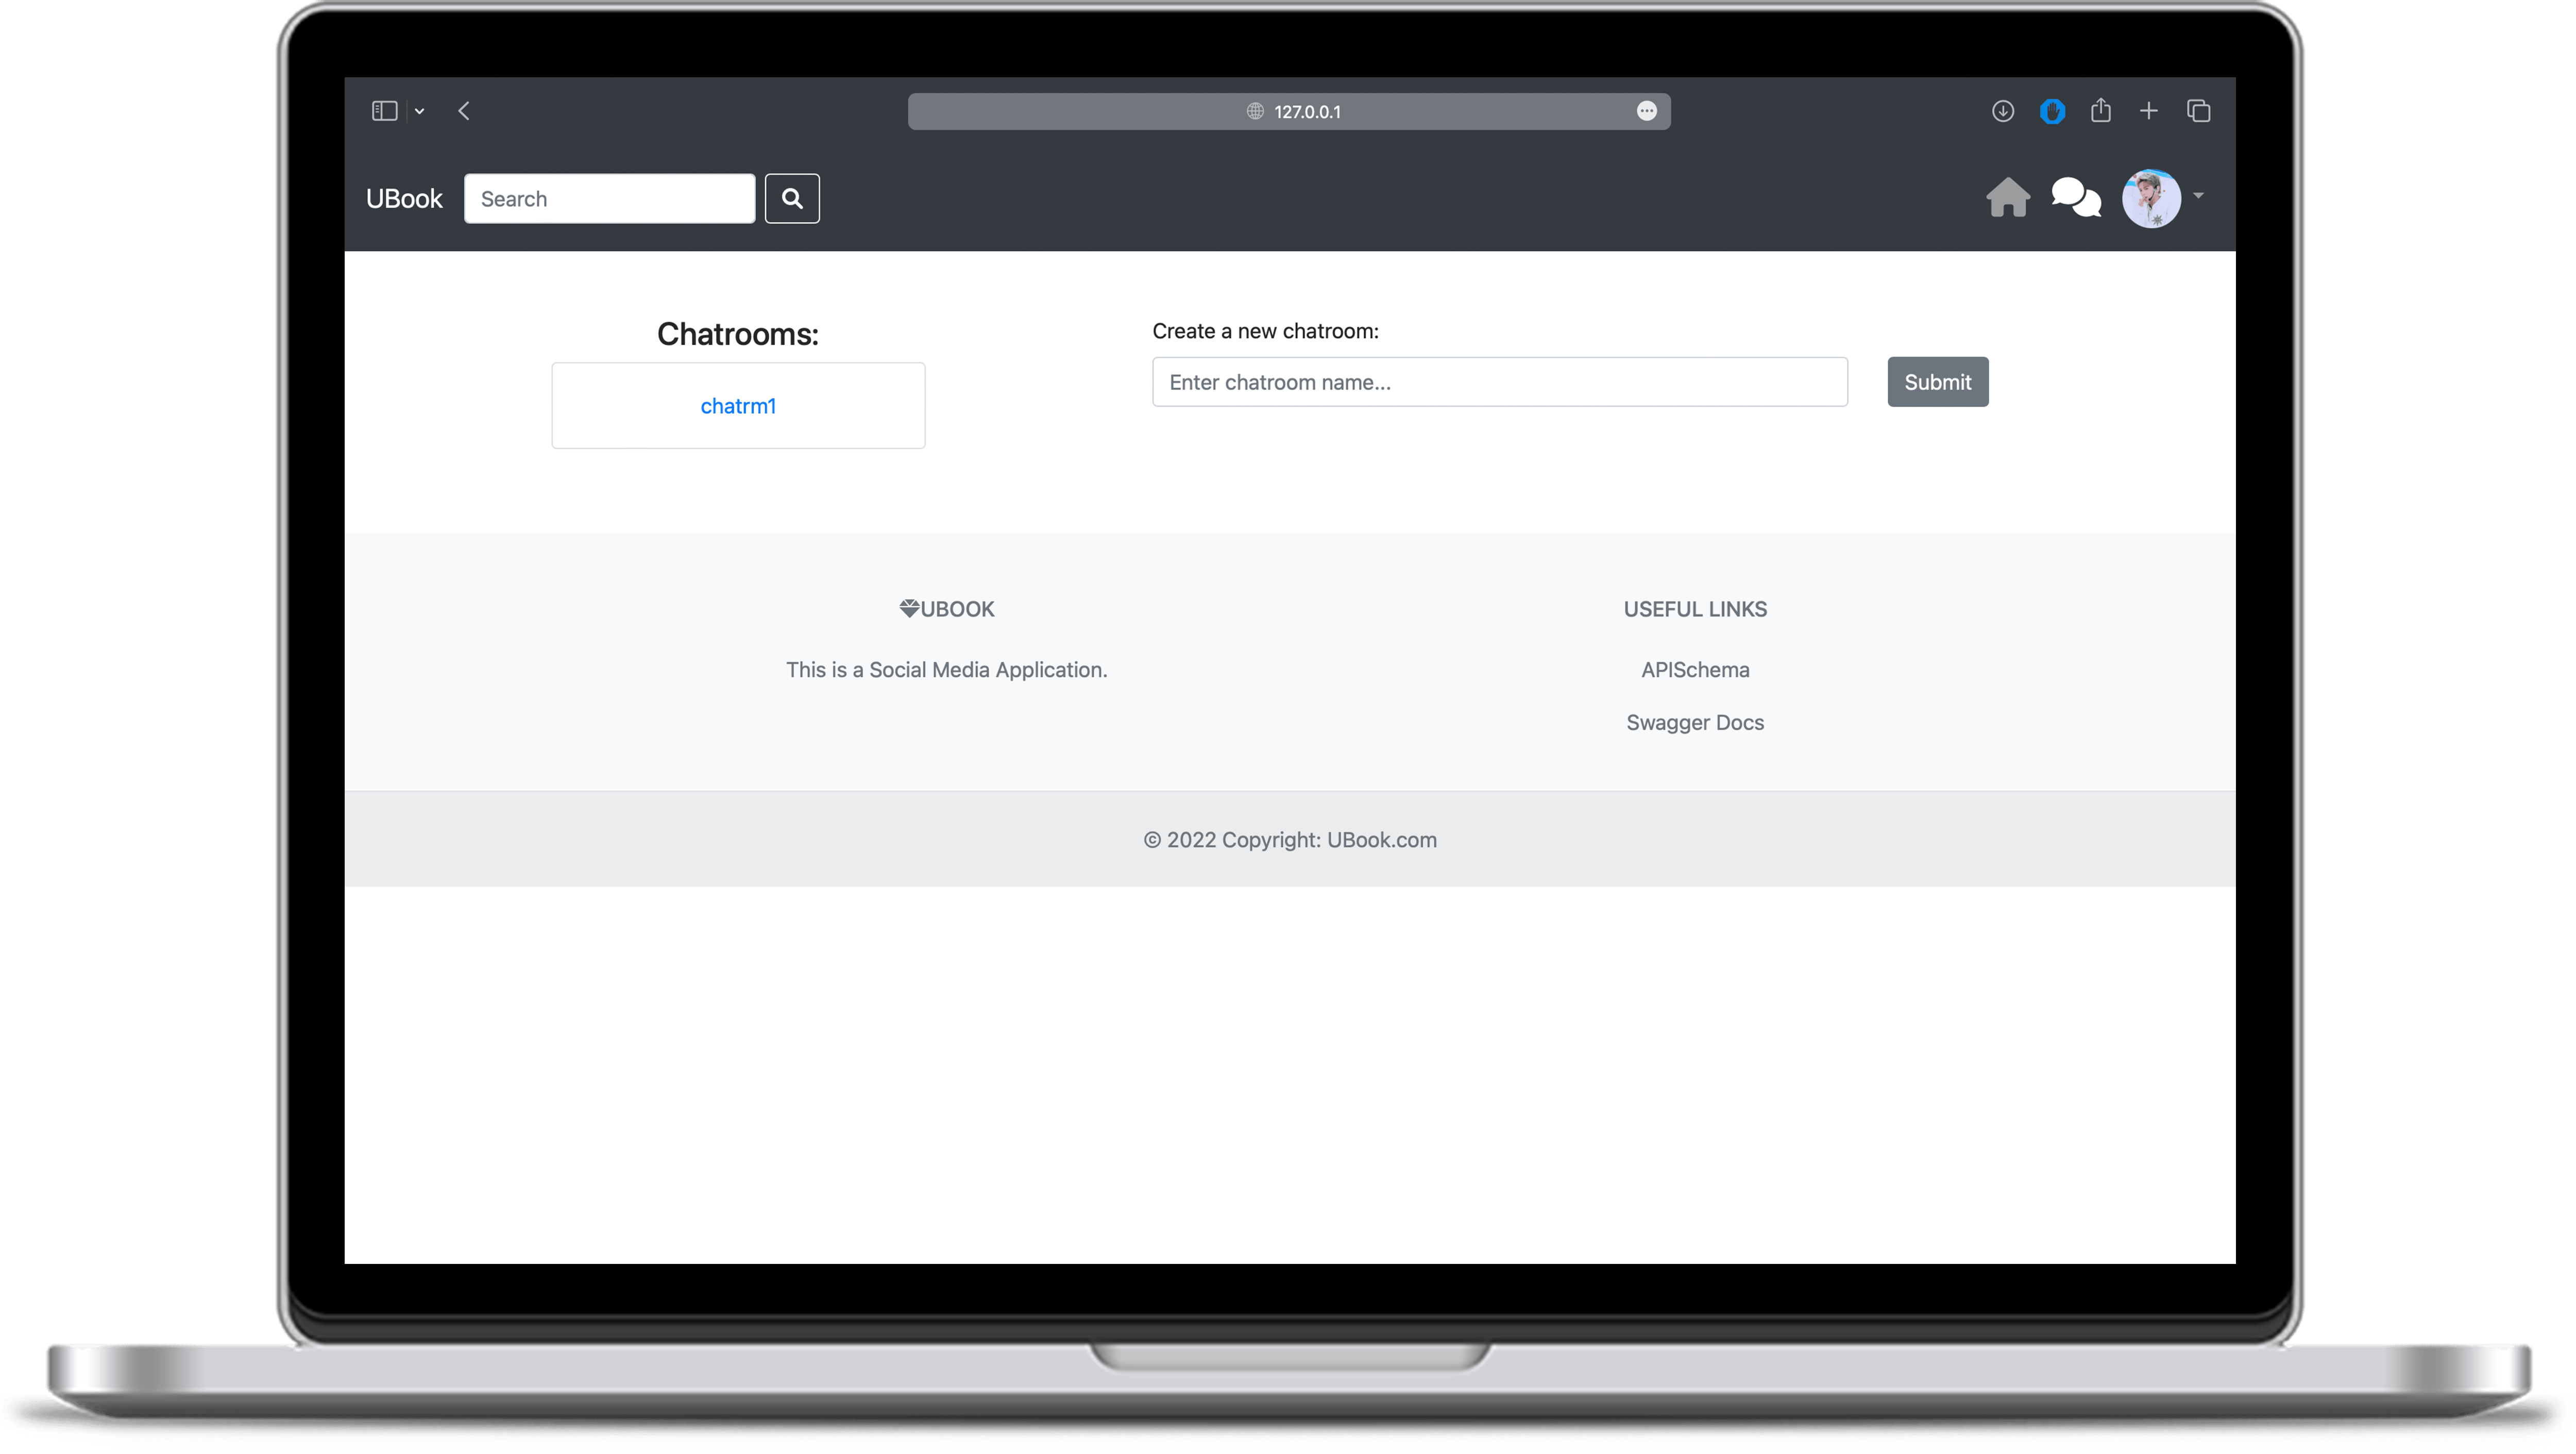 127.0.0.1
UBook
Search
Chatrooms:
chatrm1
Create a new chatroom:
Enter chatroom name...
Submit
UBOOK
This is a Social Media Application.
USEFUL LINKS
APISchema
Swagger Docs
© 2022 Copyright: UBook.com